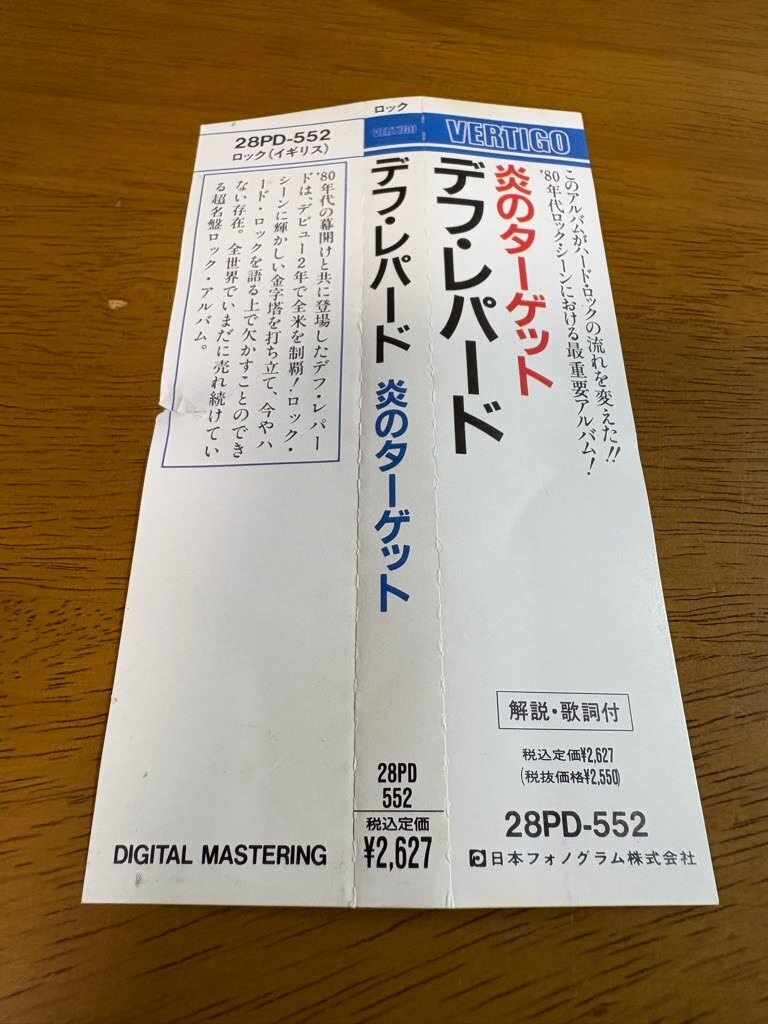 ロック
28PD-552
ロック(イギリス)
'80年代の幕開けと共に登場したデフ・レパー
ドは、デビュー2年で全米を制覇!ロック・
シーンに輝かしい金字塔を打ち立て、今やハ
ード・ロックを語る上で欠かすことのでき
ない存在。全世界でいまだに売れ続けてい
る超名盤ロック・アルバム。
DIGITAL MASTERING
VERTIGO
デフ・レパード 炎のターゲット
28PD
552
税込定価
¥2,627
VERTIGO
このアルバムがハード・ロックの流れを変えた!!
'80年代ロック・シーンにおける最重要アルバム!
炎のターゲット
デフ・レパード
解説・歌詞付
税込定価¥2,627
(税抜価格¥2,550)
28PD-552
日本フォノグラム株式会社